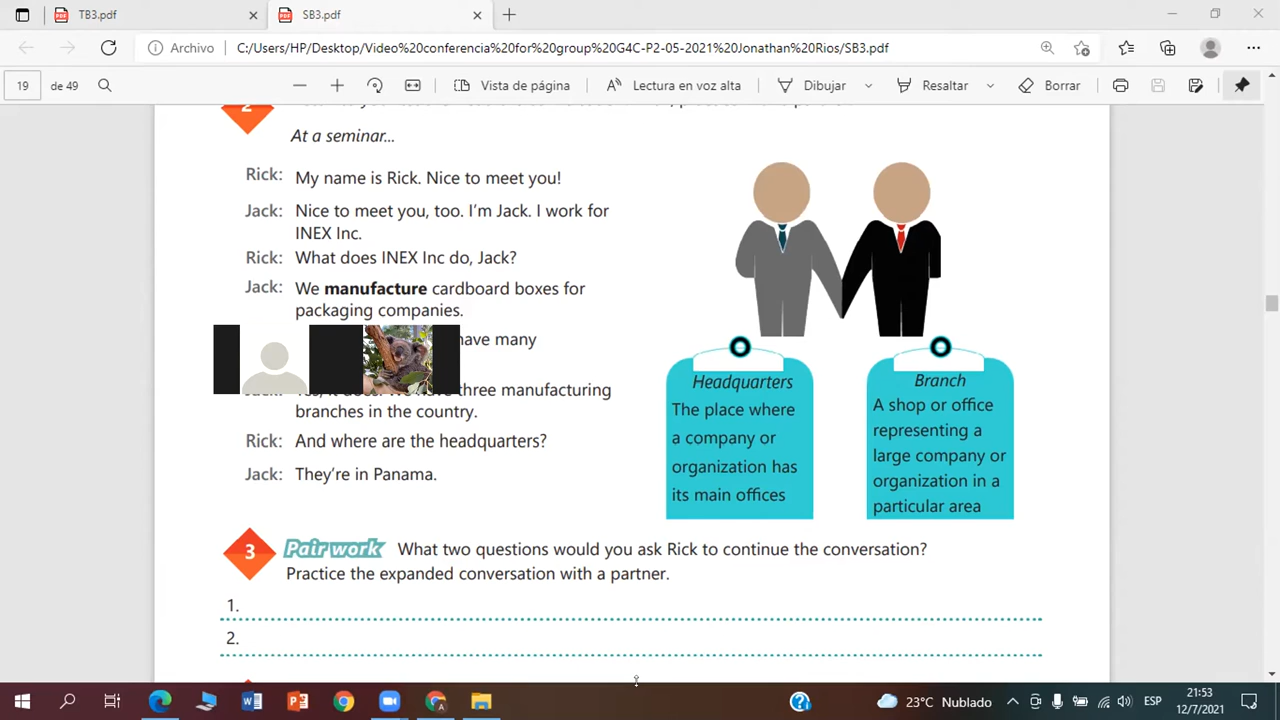 TB3.pdf
SB3.pdf
Archivo
C:/Users/HP/Desktop/Video%20conferencia%20for%20group%20G4C-P2-05-2021%20Jonathan%20Rios/SB3.pdf
19 de 49
Vista de página
Lectura en voz alta
Dibujar
Resaltar
Borrar
2
At a seminar...
Rick: My name is Rick. Nice to meet you!
Jack: Nice to meet you, too. I'm Jack. I work for
INEX Inc.
Rick: What does INEX Inc do, Jack?
Jack: We manufacture cardboard boxes for
packaging companies.
have many
three manufacturing
branches in the country.
Rick: And where are the headquarters?
Jack: They're in Panama.
Headquarters
The place where
a company or
organization has
its main offices
Branch
A shop or office
representing a
large company or
organization in a
particular area
3 Pair work What two questions would you ask Rick to continue the conversation?
Practice the expanded conversation with a partner.
1.
2.
23°C Nublado
ESP
21:53
12/7/2021